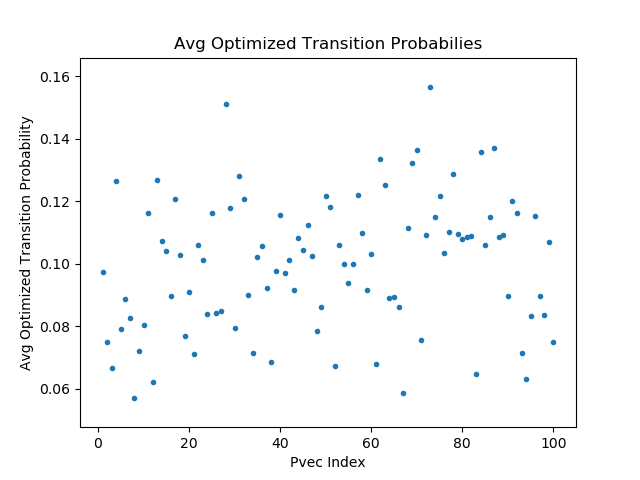 Avg Optimized Transition Probabilies
0.16
0.14
0.12
0.10
0.08
0.06
Avg Optimized Transition Probability
0 20 40 60 80 100
Pvec Index